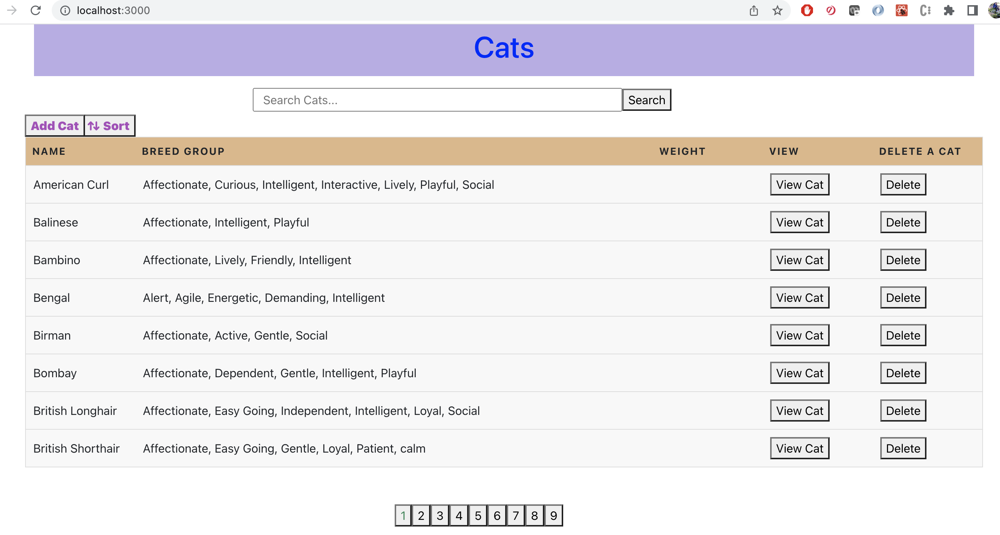 localhost:3000
Cats
Search Cats... Search
Add Cat Sort
NAME BREED GROUP WEIGHT VIEW DELETE A CAT
American Curl Affectionate, Curious, Intelligent, Interactive, Lively, Playful, Social View Cat Delete
Balinese Affectionate, Intelligent, Playful View Cat Delete
Bambino Affectionate, Lively, Friendly, Intelligent View Cat Delete
Bengal Alert, Agile, Energetic, Demanding, Intelligent View Cat Delete
Birman Affectionate, Active, Gentle, Social View Cat Delete
Bombay Affectionate, Dependent, Gentle, Intelligent, Playful View Cat Delete
British Longhair Affectionate, Easy Going, Independent, Intelligent, Loyal, Social View Cat Delete
British Shorthair Affectionate, Easy Going, Gentle, Loyal, Patient, calm View Cat Delete
1 2 3 4 5 6 7 8 9